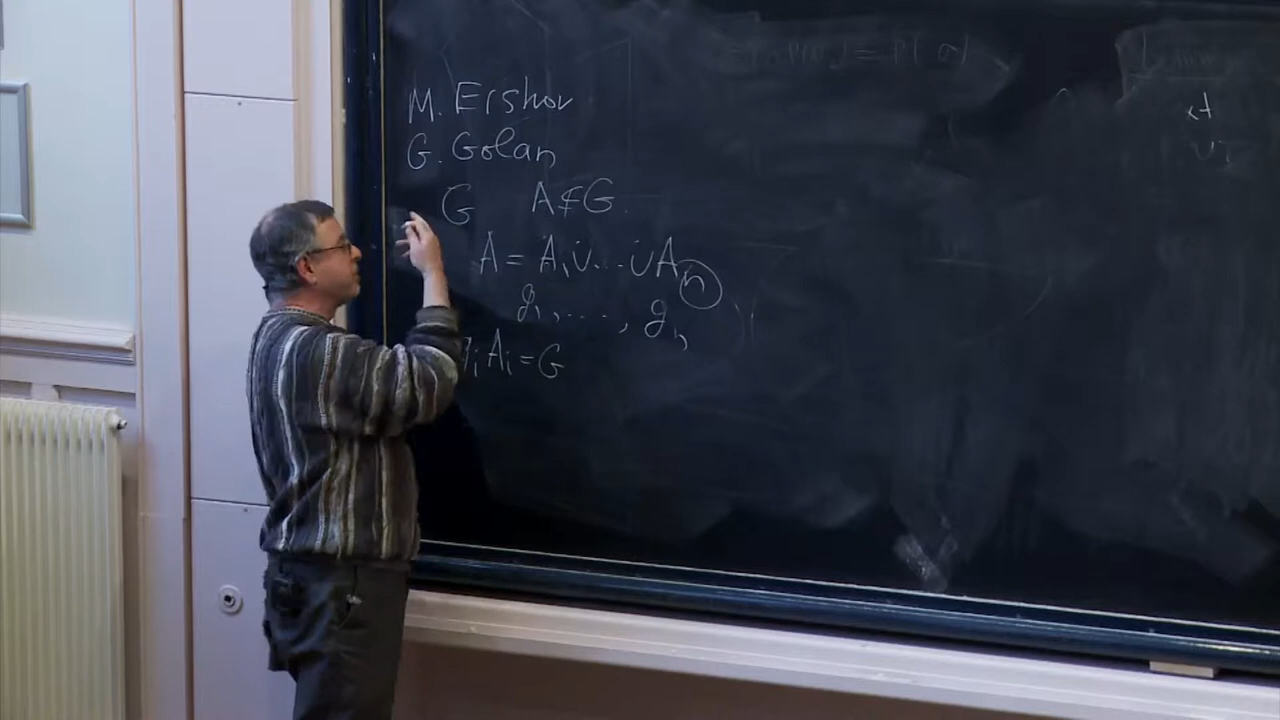 M. Ershov
G. Golan
G A⊊G.
A = A₁ ∪̇ ... ∪̇ Aₙ
g₁, ...., gₙ
gᵢAᵢ=G